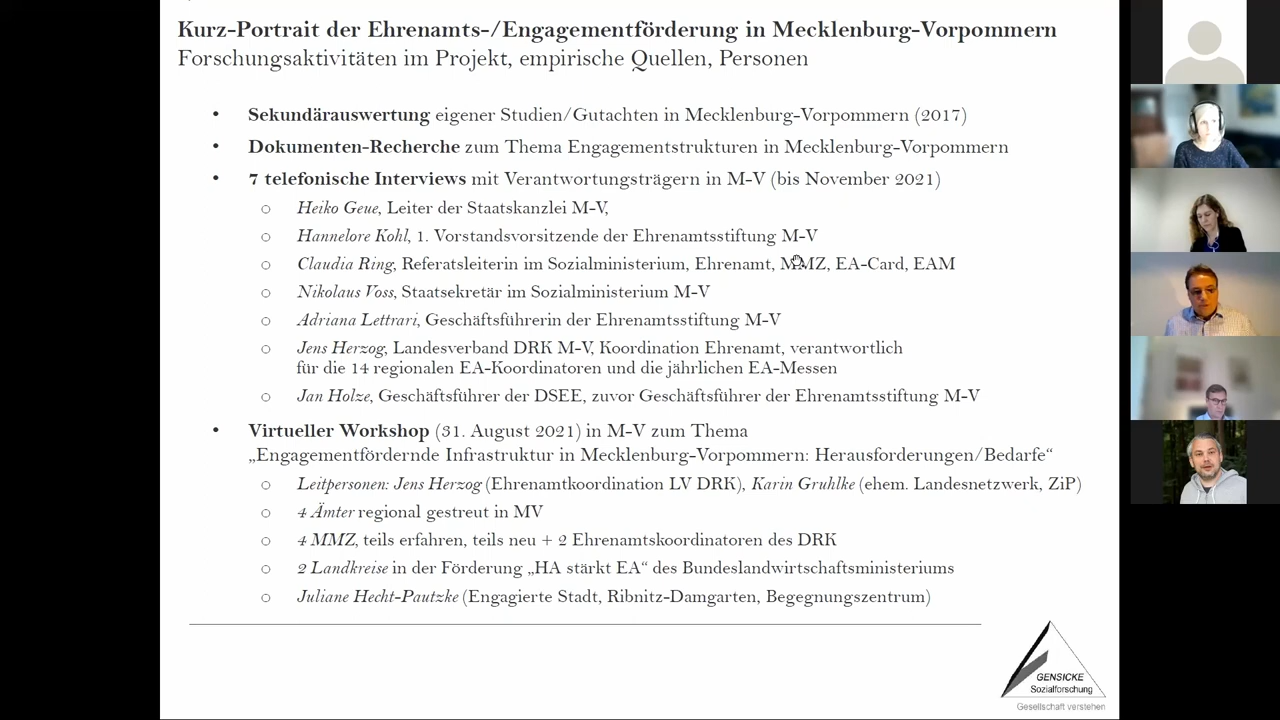 Kurz-Portrait der Ehrenamts-/Engagementförderung in Mecklenburg-Vorpommern
Forschungsaktivitäten im Projekt, empirische Quellen, Personen
• Sekundärauswertung eigener Studien/Gutachten in Mecklenburg-Vorpommern (2017)
• Dokumenten-Recherche zum Thema Engagementstrukturen in Mecklenburg-Vorpommern
• 7 telefonische Interviews mit Verantwortungsträgern in M-V (bis November 2021)
○ Heiko Geue, Leiter der Staatskanzlei M-V,
○ Hannelore Kohl, 1. Vorstandsvorsitzende der Ehrenamtsstiftung M-V
○ Claudia Ring, Referatsleiterin im Sozialministerium, Ehrenamt, MMZ, EA-Card, EAM
○ Nikolaus Voss, Staatsekretär im Sozialministerium M-V
○ Adriana Lettrari, Geschäftsführerin der Ehrenamtsstiftung M-V
○ Jens Herzog, Landesverband DRK M-V, Koordination Ehrenamt, verantwortlich
für die 14 regionalen EA-Koordinatoren und die jährlichen EA-Messen
○ Jan Holze, Geschäftsführer der DSEE, zuvor Geschäftsführer der Ehrenamtsstiftung M-V
• Virtueller Workshop (31. August 2021) in M-V zum Thema
„Engagementfördernde Infrastruktur in Mecklenburg-Vorpommern: Herausforderungen/Bedarfe“
○ Leitpersonen: Jens Herzog (Ehrenamtkoordination LV DRK), Karin Gruhlke (ehem. Landesnetzwerk, ZiP)
○ 4 Ämter regional gestreut in MV
○ 4 MMZ, teils erfahren, teils neu + 2 Ehrenamtskoordinatoren des DRK
○ 2 Landkreise in der Förderung „HA stärkt EA“ des Bundeslandwirtschaftsministeriums
○ Juliane Hecht-Pautzke (Engagierte Stadt, Ribnitz-Damgarten, Begegnungszentrum)
GENSICKE
Sozialforschung
Gesellschaft verstehen